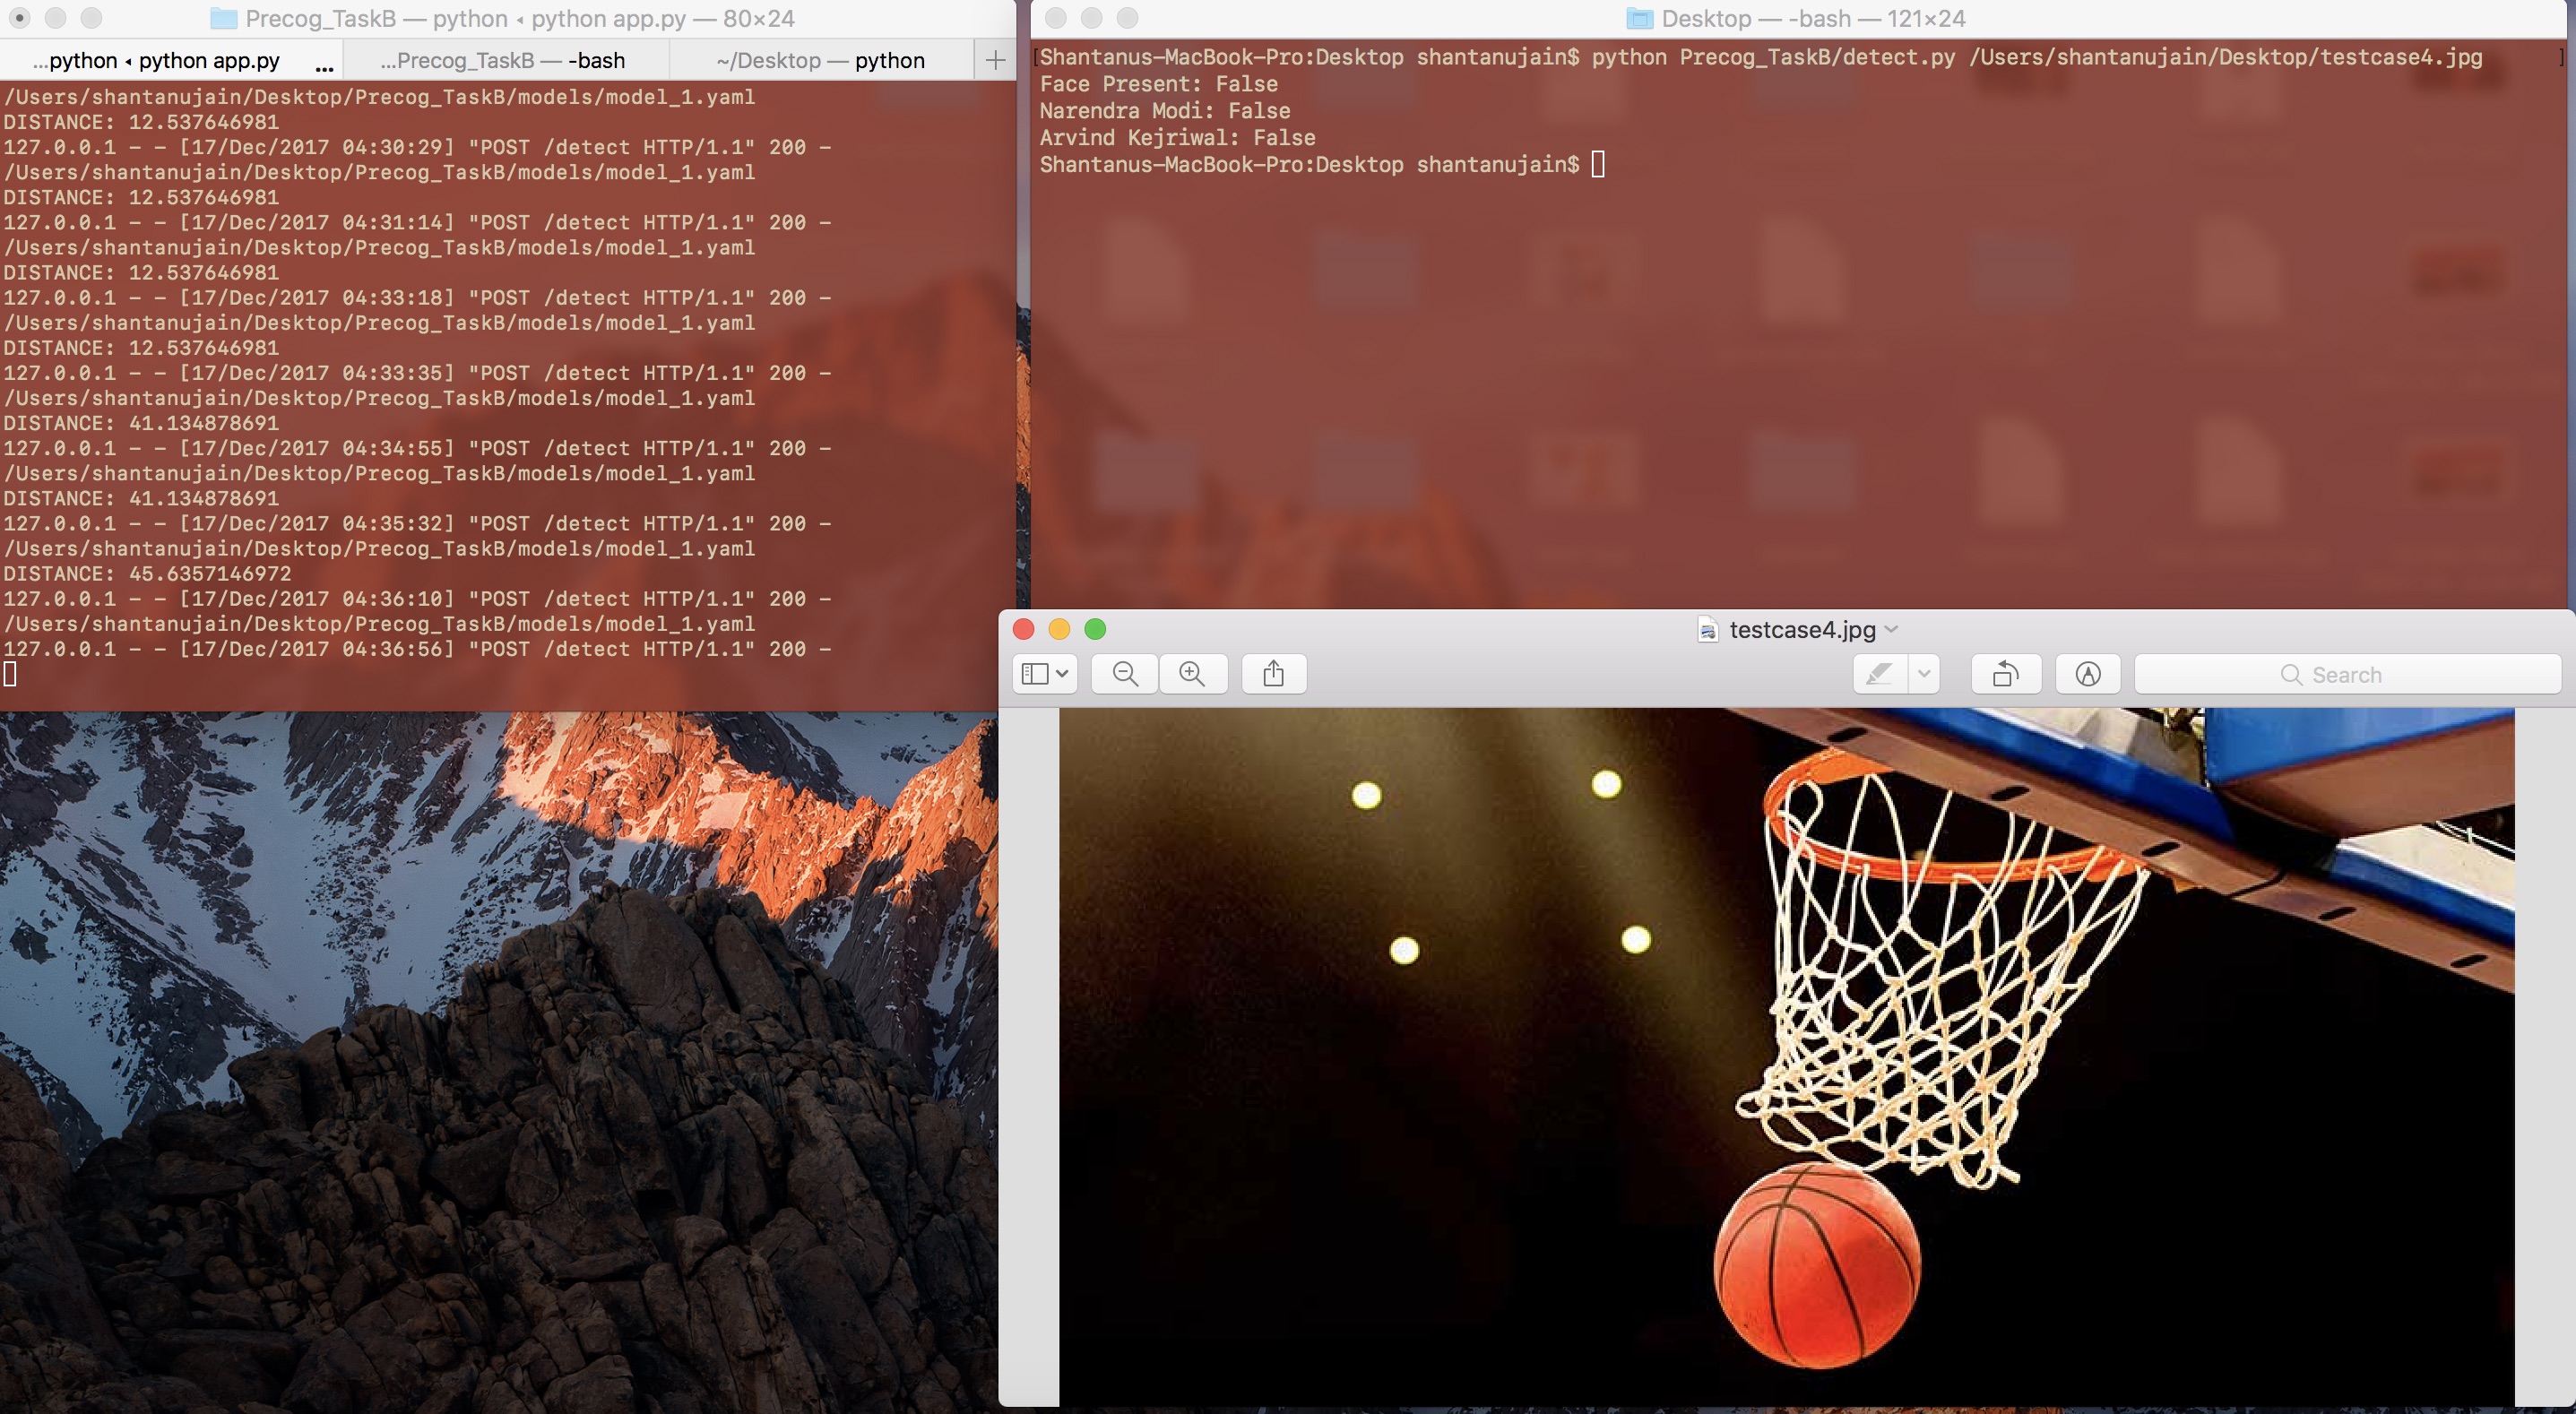 Precog_TaskB — python ◂ python app.py — 80×24
...python ◂ python app.py ...
...Precog_TaskB — -bash
~/Desktop — python
/Users/shantanujain/Desktop/Precog_TaskB/models/model_1.yaml
DISTANCE: 12.537646981
127.0.0.1 - - [17/Dec/2017 04:30:29] "POST /detect HTTP/1.1" 200 -
/Users/shantanujain/Desktop/Precog_TaskB/models/model_1.yaml
DISTANCE: 12.537646981
127.0.0.1 - - [17/Dec/2017 04:31:14] "POST /detect HTTP/1.1" 200 -
/Users/shantanujain/Desktop/Precog_TaskB/models/model_1.yaml
DISTANCE: 12.537646981
127.0.0.1 - - [17/Dec/2017 04:33:18] "POST /detect HTTP/1.1" 200 -
/Users/shantanujain/Desktop/Precog_TaskB/models/model_1.yaml
DISTANCE: 12.537646981
127.0.0.1 - - [17/Dec/2017 04:33:35] "POST /detect HTTP/1.1" 200 -
/Users/shantanujain/Desktop/Precog_TaskB/models/model_1.yaml
DISTANCE: 41.134878691
127.0.0.1 - - [17/Dec/2017 04:34:55] "POST /detect HTTP/1.1" 200 -
/Users/shantanujain/Desktop/Precog_TaskB/models/model_1.yaml
DISTANCE: 41.134878691
127.0.0.1 - - [17/Dec/2017 04:35:32] "POST /detect HTTP/1.1" 200 -
/Users/shantanujain/Desktop/Precog_TaskB/models/model_1.yaml
DISTANCE: 45.6357146972
127.0.0.1 - - [17/Dec/2017 04:36:10] "POST /detect HTTP/1.1" 200 -
/Users/shantanujain/Desktop/Precog_TaskB/models/model_1.yaml
127.0.0.1 - - [17/Dec/2017 04:36:56] "POST /detect HTTP/1.1" 200 -
Desktop — -bash — 121×24
[Shantanus-MacBook-Pro:Desktop shantanujain$ python Precog_TaskB/detect.py /Users/shantanujain/Desktop/testcase4.jpg ]
Face Present: False
Narendra Modi: False
Arvind Kejriwal: False
Shantanus-MacBook-Pro:Desktop shantanujain$
testcase4.jpg
Search